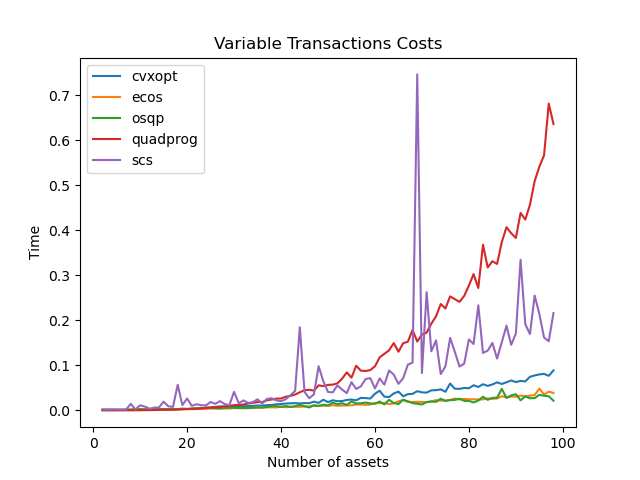 Variable Transactions Costs
cvxopt
ecos
osqp
quadprog
scs
0.7
0.6
0.5
0.4
0.3
0.2
0.1
0.0
Time
0 20 40 60 80 100
Number of assets